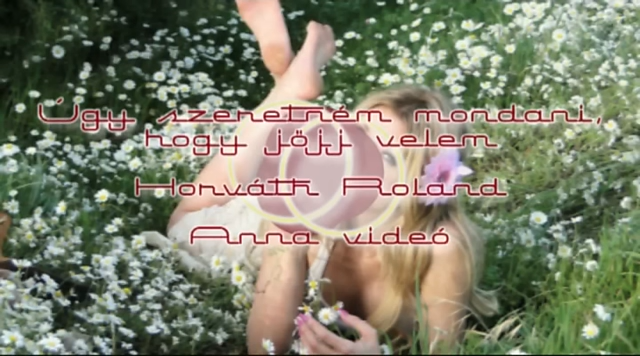 Úgy szeretném mondani,
hogy jöjj velem
Horváth Roland
Anna videó